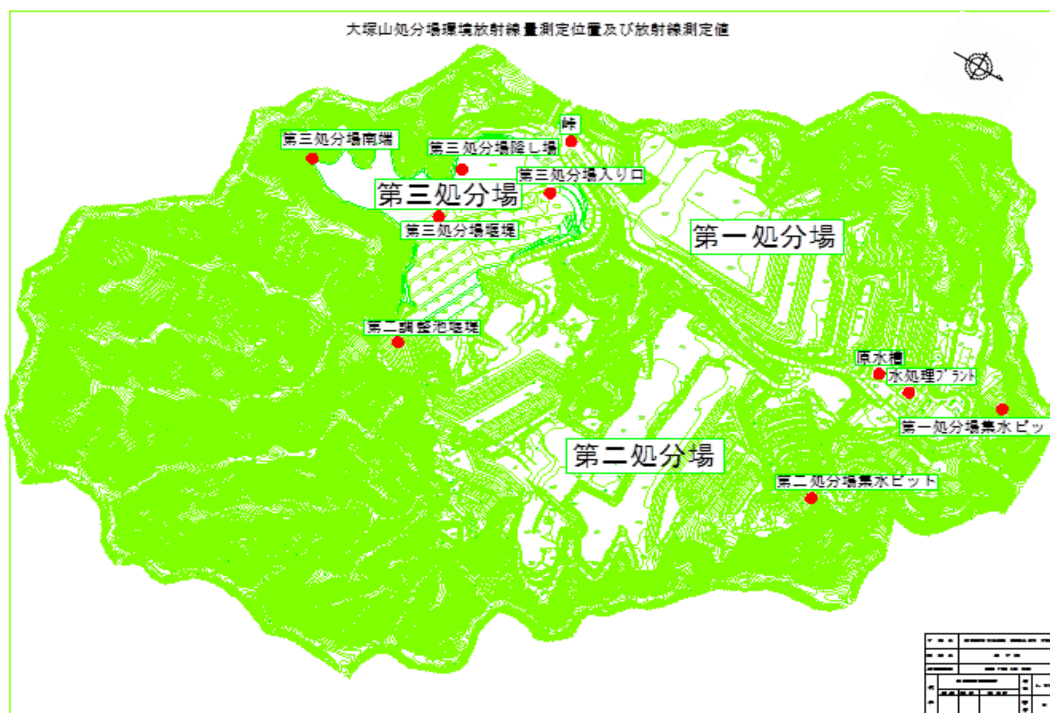 大塚山処分場環境放射線量測定位置及び放射線測定値
峠
第三処分場南端
第三処分場降し場
第三処分場入り口
第三処分場
第三処分場堰堤
第一処分場
第二調整池堰堤
原水槽
水処理プラント
第一処分場集水ピッ
第二処分場
第二処分場集水ピット